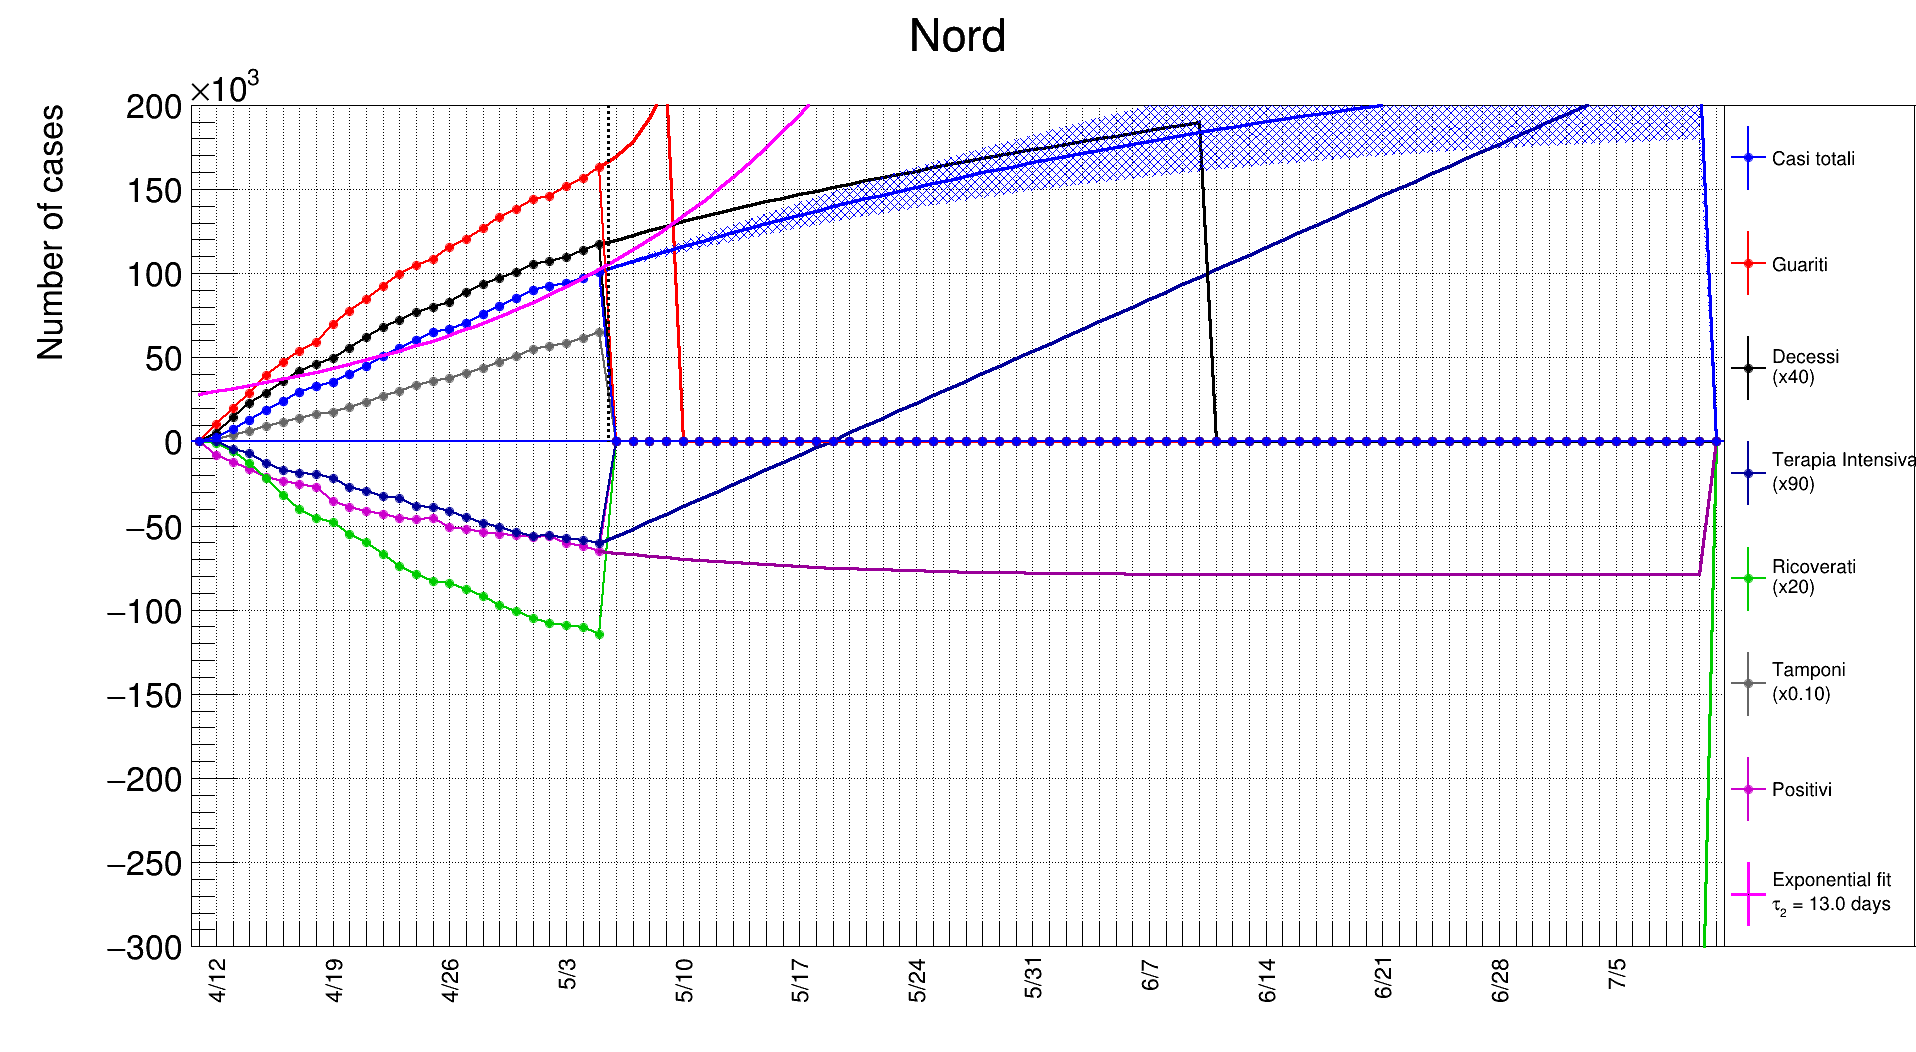 Nord
×10³
Number of cases
200
150
100
50
0
−50
−100
−150
−200
−250
−300
4/12
4/19
4/26
5/3
5/10
5/17
5/24
5/31
6/7
6/14
6/21
6/28
7/5
Casi totali
Guariti
Decessi
(x40)
Terapia Intensiva
(x90)
Ricoverati
(x20)
Tamponi
(x0.10)
Positivi
Exponential fit
τ₂ = 13.0 days